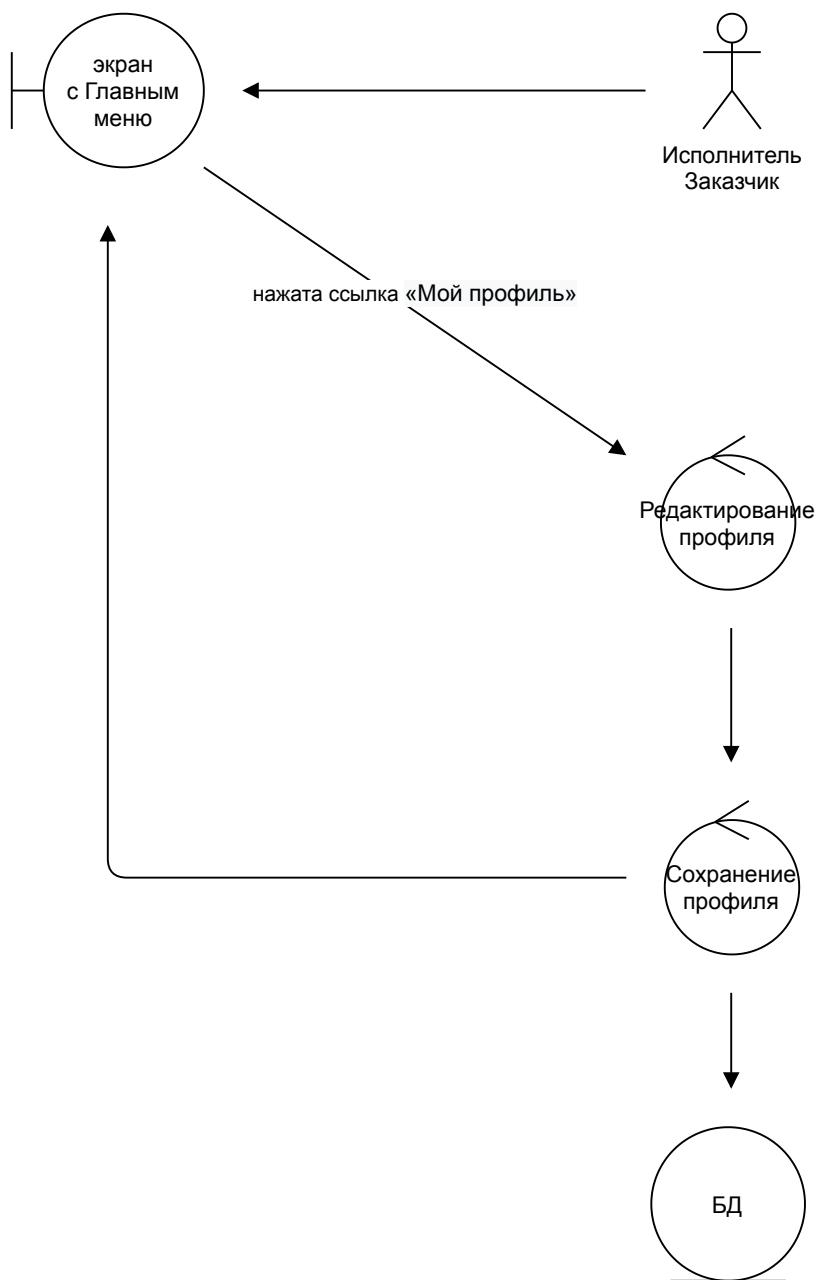 экран
с Главным
меню
Исполнитель
Заказчик
нажата ссылка «Мой профиль»
Редактирование
профиля
Сохранение
профиля
БД